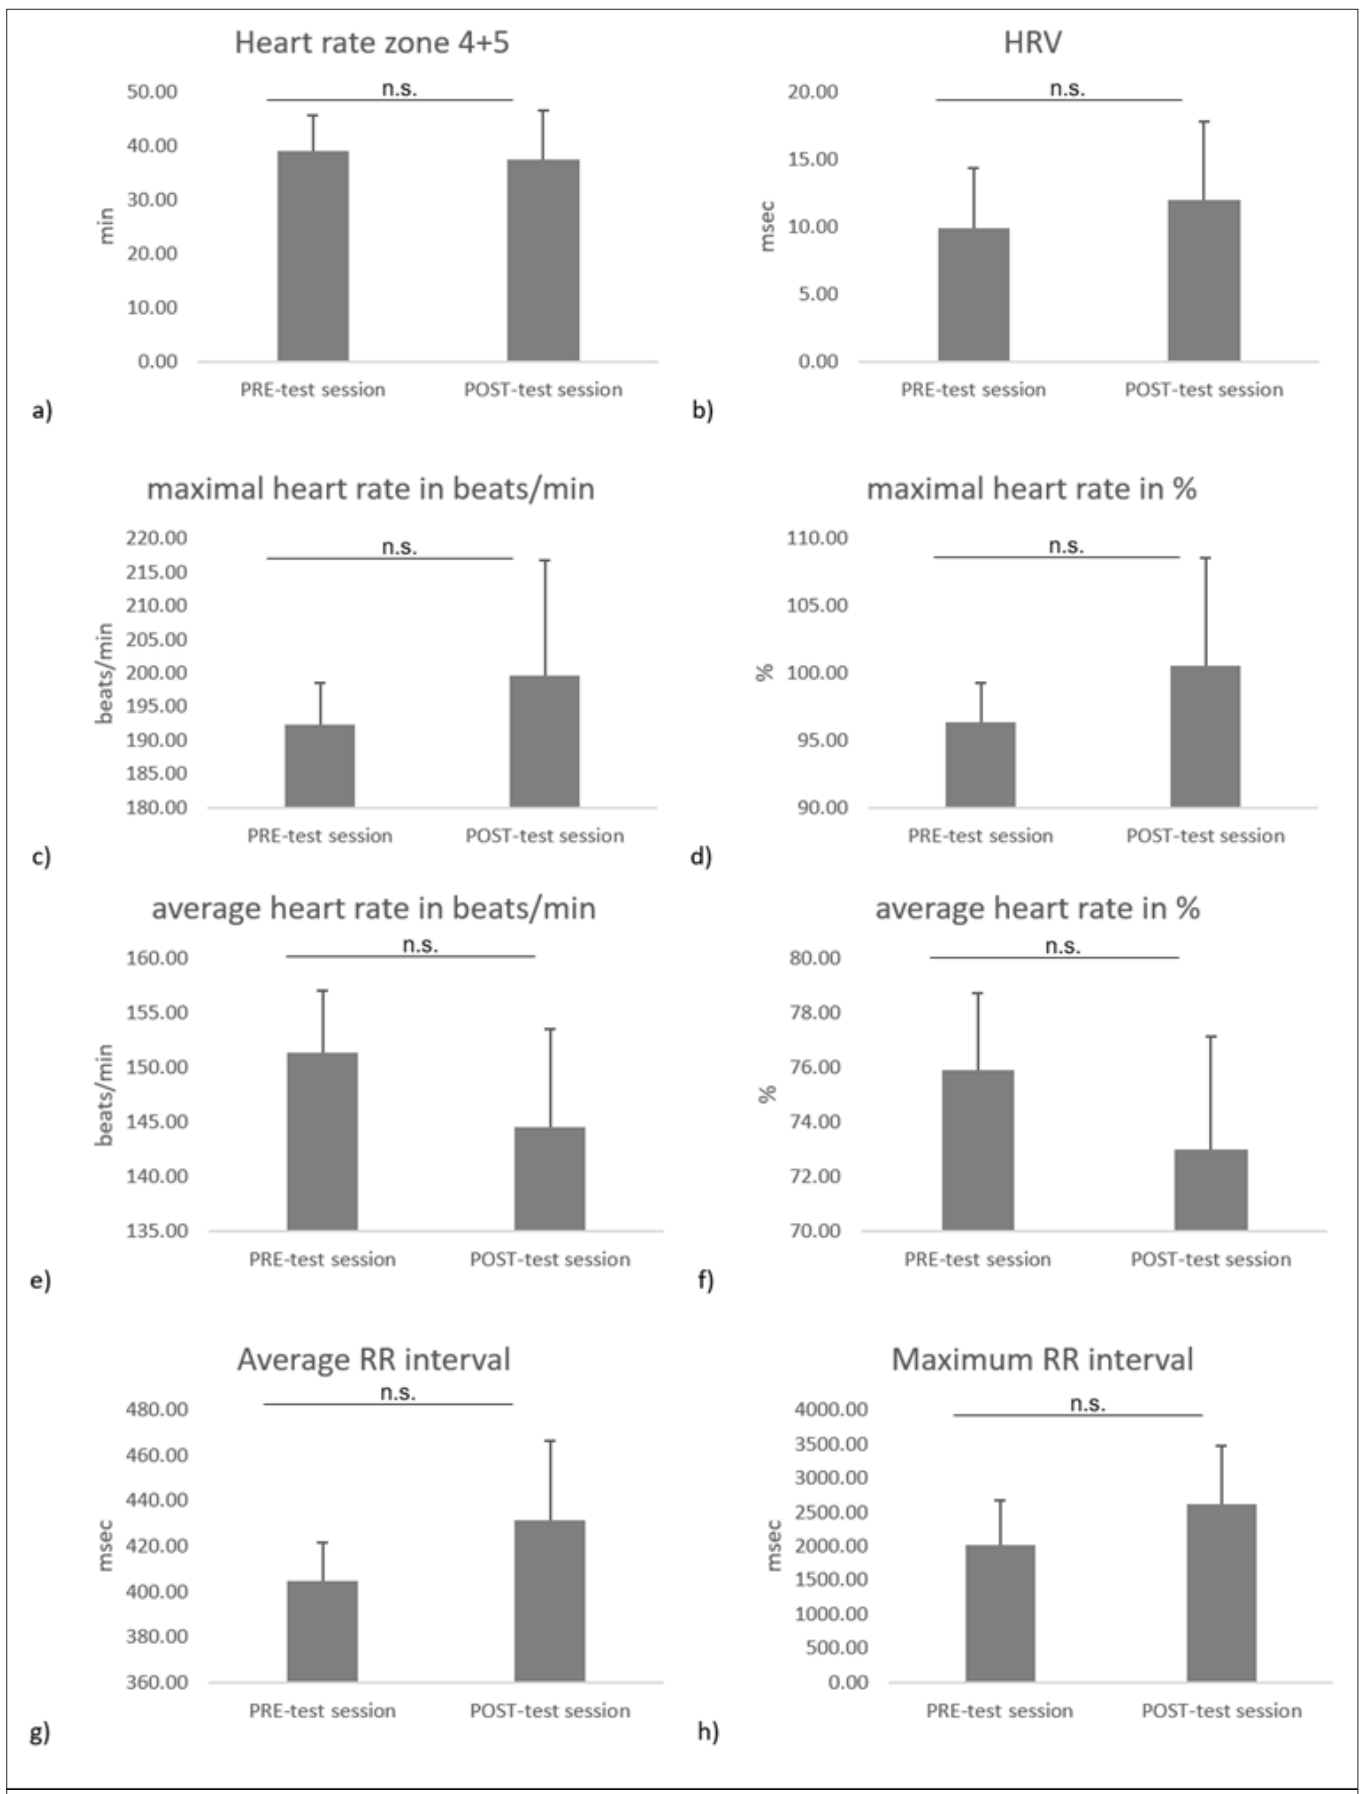 Heart rate zone 4+5
n.s.
50.00
40.00
30.00
20.00
10.00
0.00
min
PRE-test session
POST-test session
a)
HRV
n.s.
20.00
15.00
10.00
5.00
0.00
msec
PRE-test session
POST-test session
b)
maximal heart rate in beats/min
n.s.
220.00
215.00
210.00
205.00
200.00
195.00
190.00
185.00
180.00
beats/min
PRE-test session
POST-test session
c)
maximal heart rate in %
n.s.
110.00
105.00
100.00
95.00
90.00
%
PRE-test session
POST-test session
d)
average heart rate in beats/min
n.s.
160.00
155.00
150.00
145.00
140.00
135.00
beats/min
PRE-test session
POST-test session
e)
average heart rate in %
n.s.
80.00
78.00
76.00
74.00
72.00
70.00
%
PRE-test session
POST-test session
f)
Average RR interval
n.s.
480.00
460.00
440.00
420.00
400.00
380.00
360.00
msec
PRE-test session
POST-test session
g)
Maximum RR interval
n.s.
4000.00
3500.00
3000.00
2500.00
2000.00
1500.00
1000.00
500.00
0.00
msec
PRE-test session
POST-test session
h)